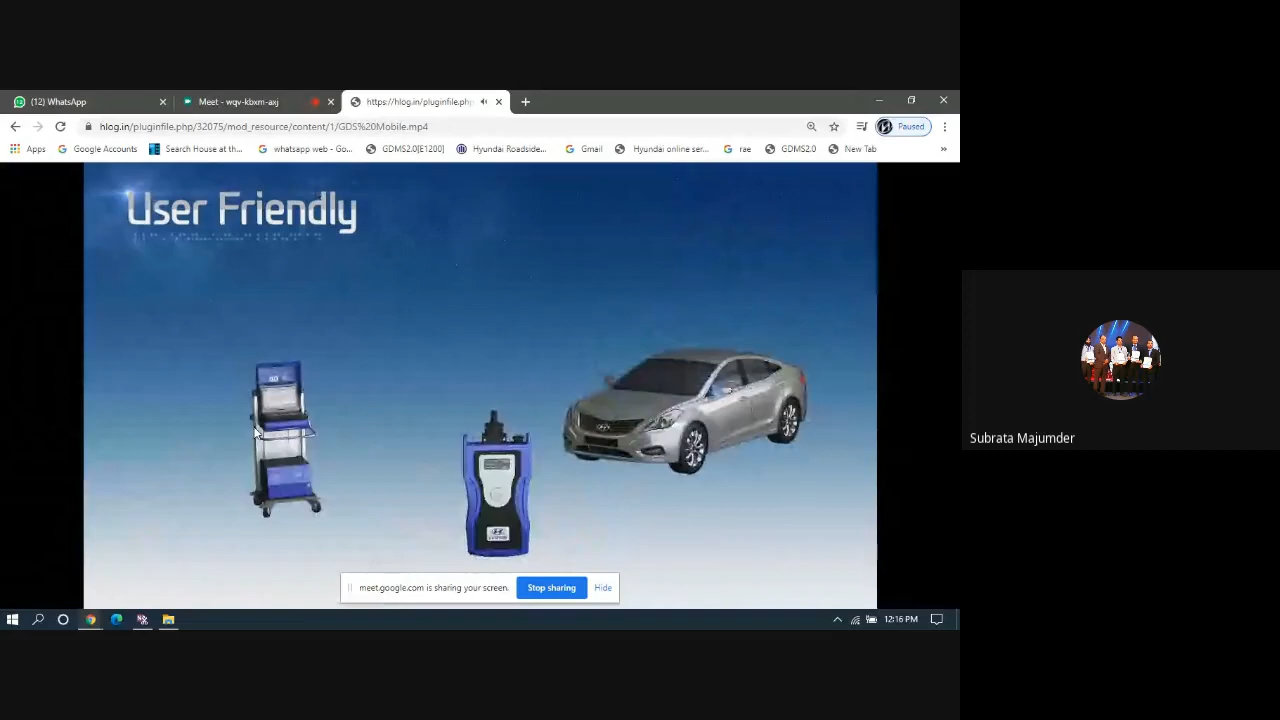 (12) WhatsApp
Meet - wqv-kbxm-axj
https://hlog.in/pluginfile.php
hlog.in/pluginfile.php/32075/mod_resource/content/1/GDS%20Mobile.mp4
Paused
Apps
Google Accounts
Search House at th...
whatsapp web - Go...
GDMS2.0[E1200]
Hyundai Roadside...
Gmail
Hyundai online ser...
rae
GDMS2.0
New Tab
User Friendly
meet.google.com is sharing your screen.
Stop sharing
Hide
12:16 PM
Subrata Majumder